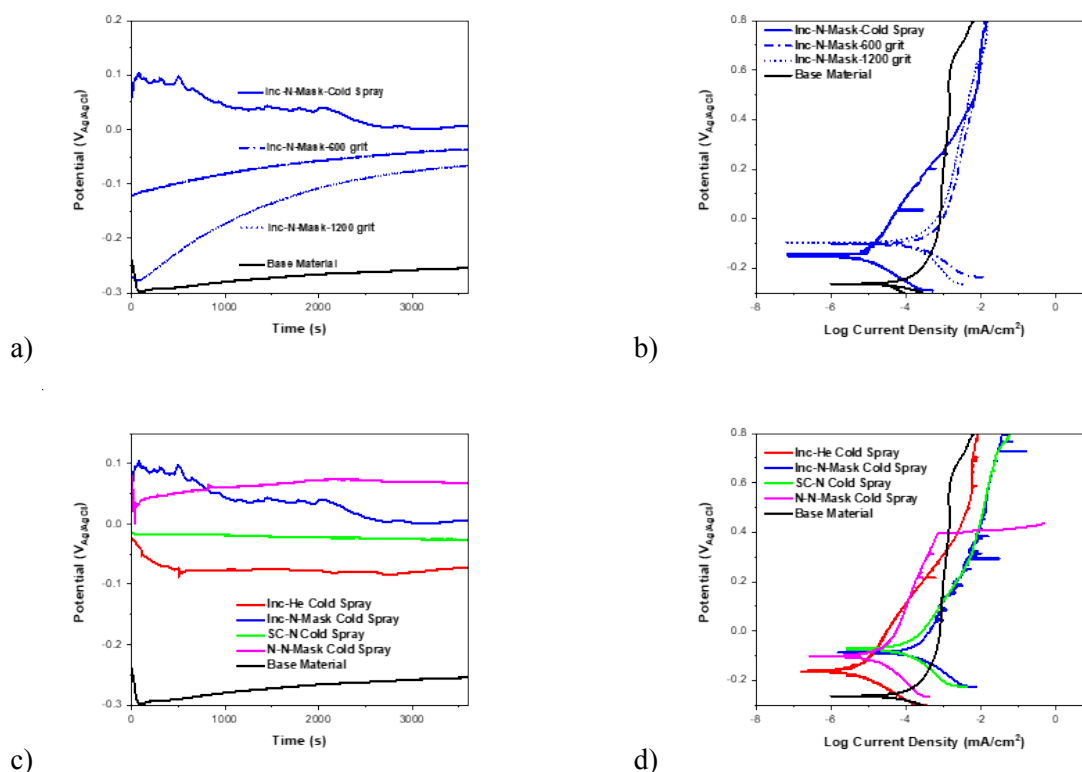 0.2
0.1
0.0
-0.1
-0.2
-0.3
Potential (V_Ag/AgCl)
Inc-N-Mask-Cold Spray
Inc-N-Mask-600 grit
Inc-N-Mask-1200 grit
Base Material
0 1000 2000 3000
Time (s)
a)
0.8
0.6
0.4
0.2
0.0
-0.2
Potential (V_Ag/AgCl)
Inc-N-Mask-Cold Spray
Inc-N-Mask-600 grit
Inc-N-Mask-1200 grit
Base Material
-8 -6 -4 -2 0
Log Current Density (mA/cm²)
b)
0.1
0.0
-0.1
-0.2
-0.3
Potential (V_Ag/AgCl)
Inc-He Cold Spray
Inc-N-Mask Cold Spray
SC-N Cold Spray
N-N-Mask Cold Spray
Base Material
0 1000 2000 3000
Time (s)
c)
0.8
0.6
0.4
0.2
0.0
-0.2
Potential (V_Ag/AgCl)
Inc-He Cold Spray
Inc-N-Mask Cold Spray
SC-N Cold Spray
N-N-Mask Cold Spray
Base Material
-8 -6 -4 -2 0
Log Current Density (mA/cm²)
d)